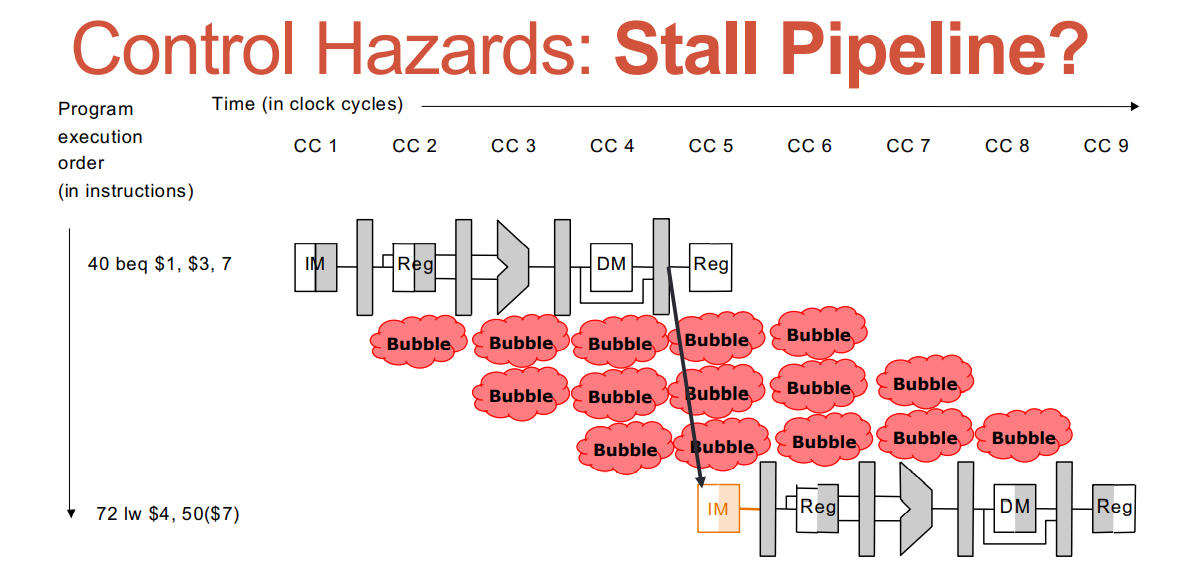 Control Hazards: Stall Pipeline?
Program
execution
order
(in instructions)
Time (in clock cycles)
CC 1 CC 2 CC 3 CC 4 CC 5 CC 6 CC 7 CC 8 CC 9
40 beq $1, $3, 7
IM Reg DM Reg
Bubble Bubble Bubble Bubble Bubble
Bubble Bubble Bubble Bubble Bubble
Bubble Bubble Bubble Bubble Bubble
72 lw $4, 50($7)
IM Reg DM Reg